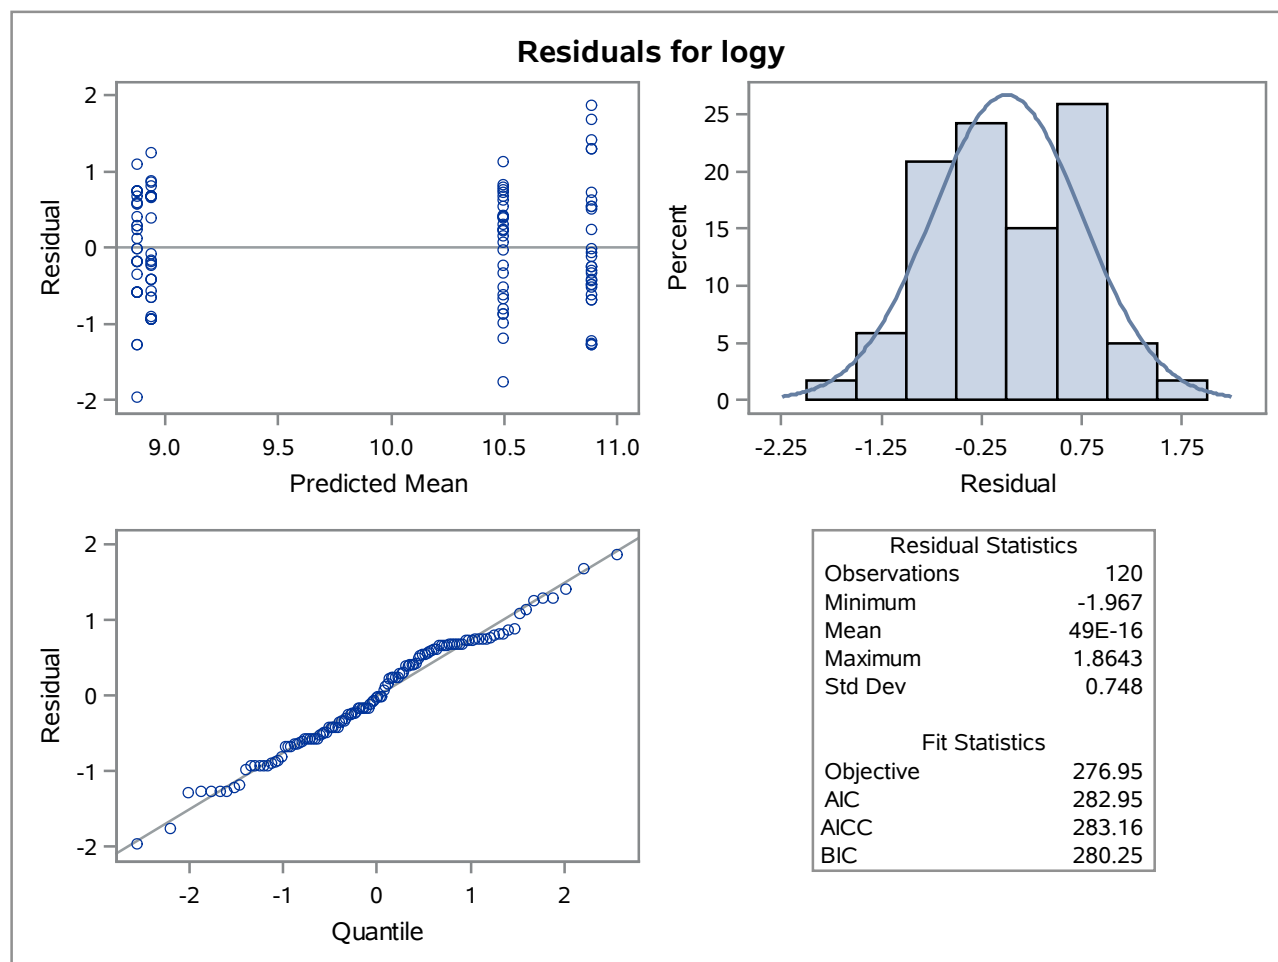 Residuals for logy
2
1
0
-1
-2
Residual
9.0 9.5 10.0 10.5 11.0
Predicted Mean
25
20
15
10
5
0
Percent
-2.25 -1.25 -0.25 0.75 1.75
Residual
2
1
0
-1
-2
Residual
-2 -1 0 1 2
Quantile
Residual Statistics
Observations 120
Minimum -1.967
Mean 49E-16
Maximum 1.8643
Std Dev 0.748
Fit Statistics
Objective 276.95
AIC 282.95
AICC 283.16
BIC 280.25